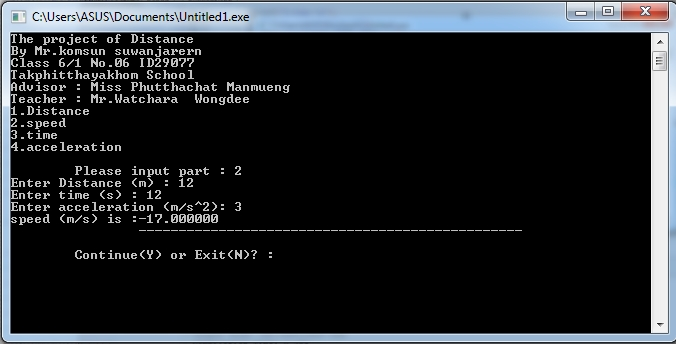 C:\Users\ASUS\Documents\Untitled1.exe
The project of Distance
By Mr.komsun suwanjarern
Class 6/1 No.06 ID29077
Takphitthayakhom School
Advisor : Miss Phutthachat Manmueng
Teacher : Mr.Watchara  Wongdee
1.Distance
2.speed
3.time
4.acceleration
Please input part : 2
Enter Distance (m) : 12
Enter time (s) : 12
Enter acceleration (m/s^2): 3
speed (m/s) is :-17.000000
------------------------------------------------
Continue(Y) or Exit(N)? :